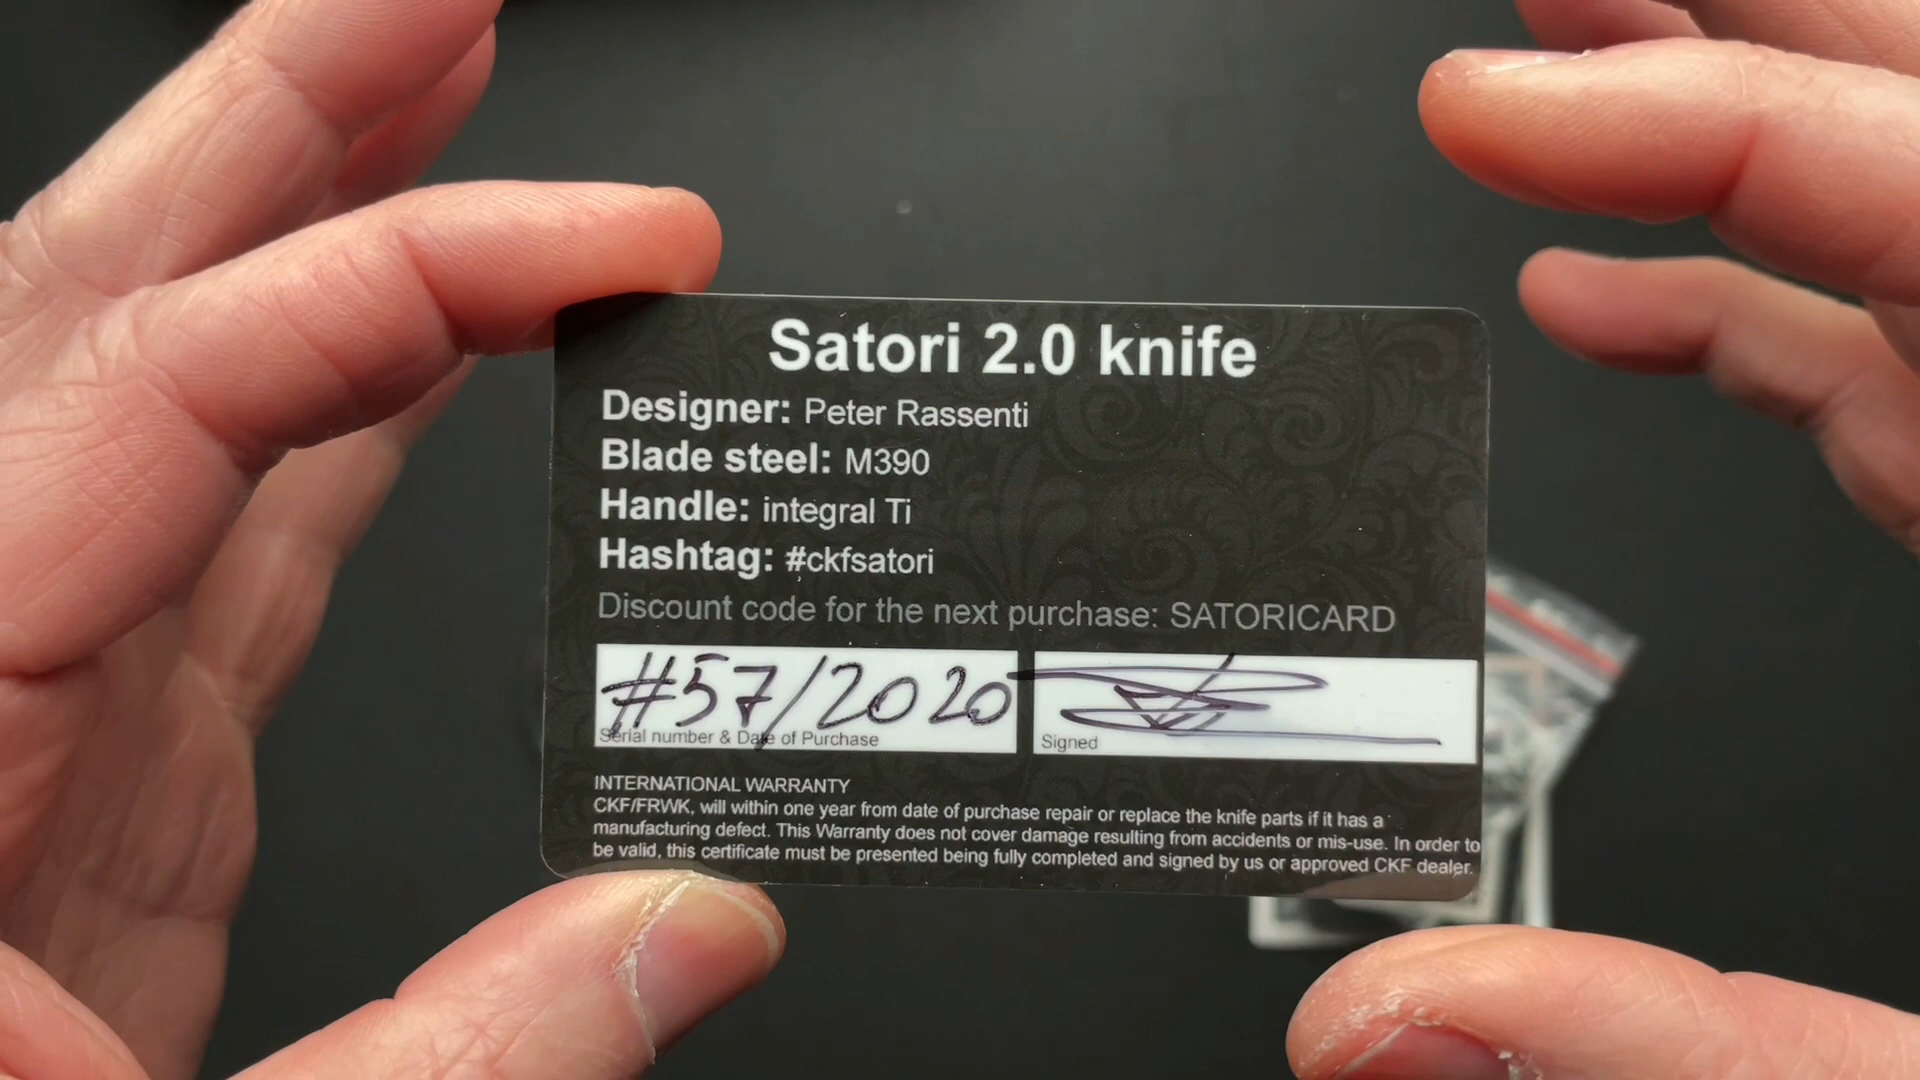 Satori 2.0 knife
Designer: Peter Rassenti
Blade steel: M390
Handle: integral Ti
Hashtag: #ckfsatori
Discount code for the next purchase: SATORICARD
#57/2020
Serial number & Date of Purchase
Signed
INTERNATIONAL WARRANTY
CKF/FRWK, will within one year from date of purchase repair or replace the knife parts if it has a
manufacturing defect. This Warranty does not cover damage resulting from accidents or mis-use. In order to
be valid, this certificate must be presented being fully completed and signed by us or approved CKF dealer.